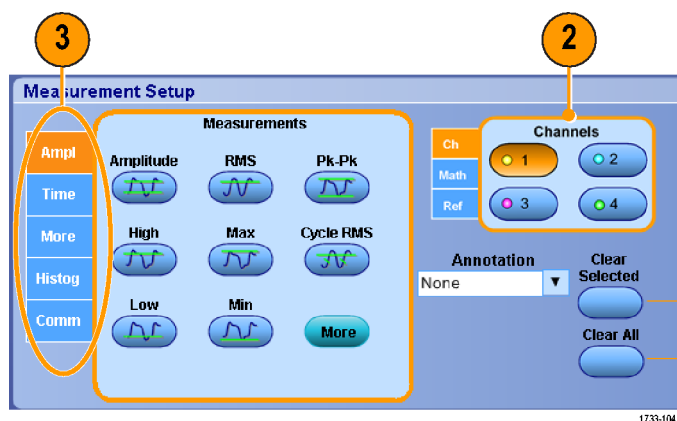 3
2
Measurement Setup
Ampl
Time
More
Histog
Comm
Measurements
Amplitude
RMS
Pk-Pk
High
Max
Cycle RMS
Low
Min
More
Ch
Math
Ref
Channels
1
2
3
4
Annotation
None
Clear
Selected
Clear All
1733-104